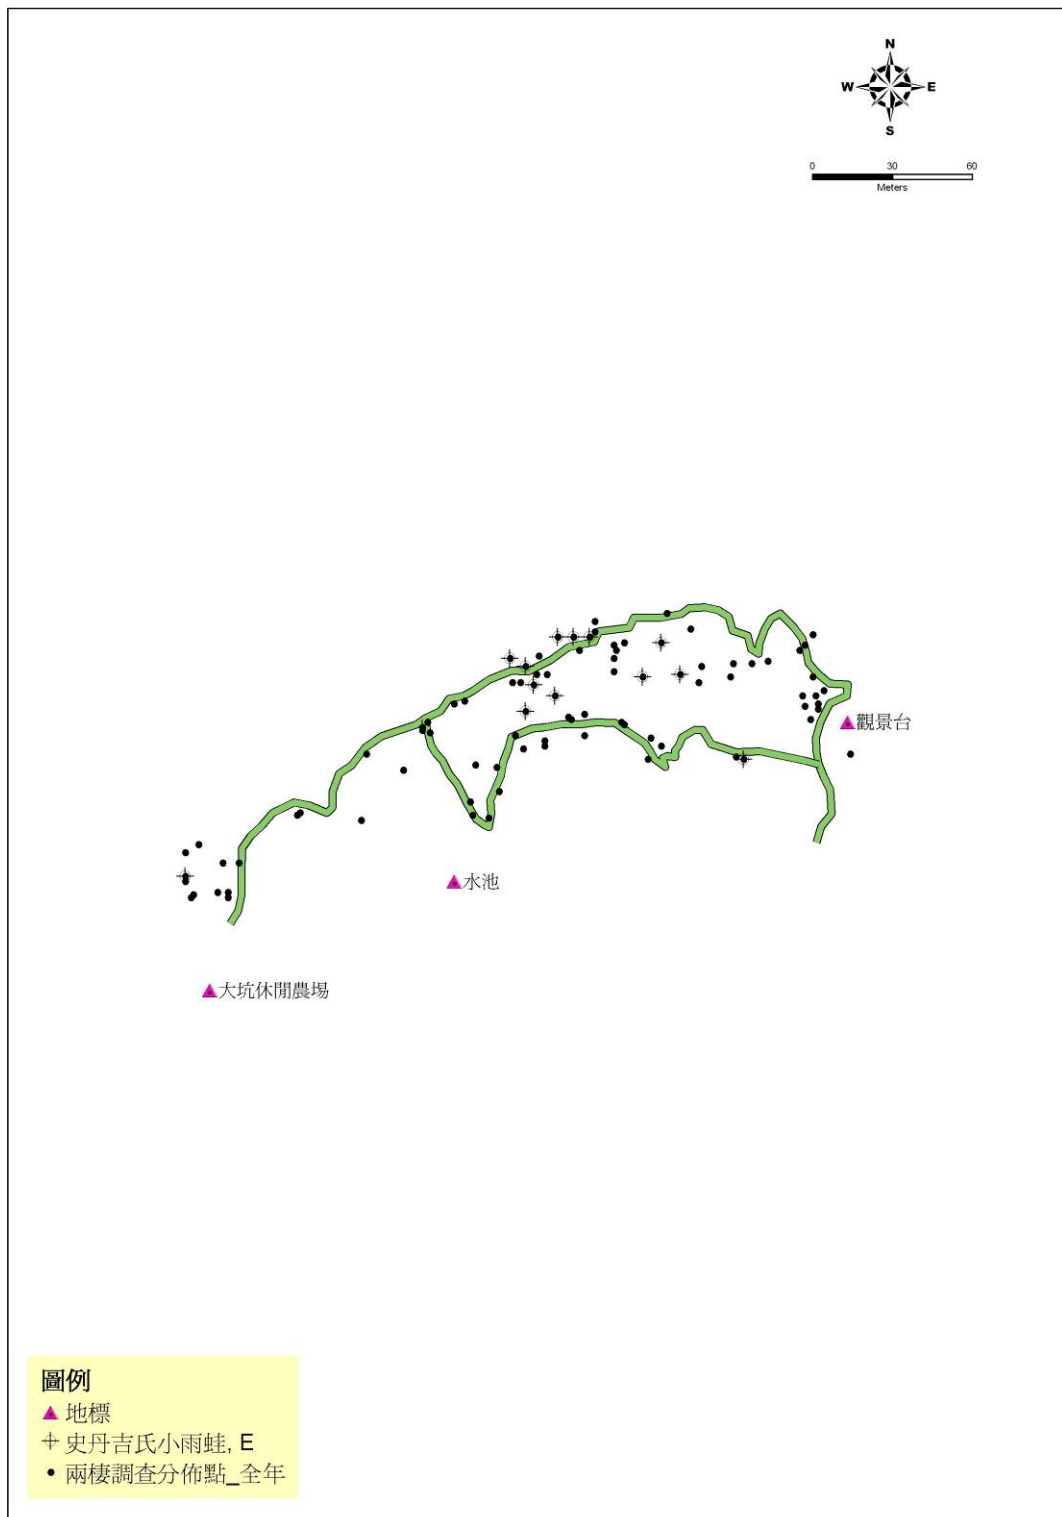 N
W E
S
0 30 60
Meters
觀景台
水池
大坑休閒農場
圖例
地標
史丹吉氏小雨蛙, E
兩棲調查分佈點_全年